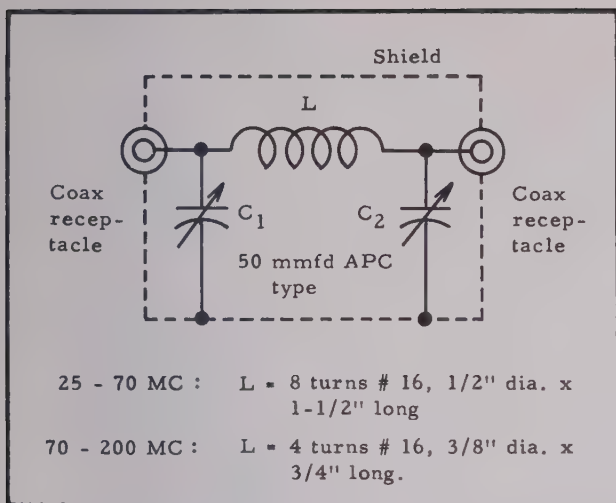 Shield
L
Coax
recep-
tacle
C1
C2
Coax
recep-
tacle
50 mmfd APC
type
25 - 70 MC : L = 8 turns # 16, 1/2" dia. x
1-1/2" long
70 - 200 MC : L = 4 turns # 16, 3/8" dia. x
3/4" long.